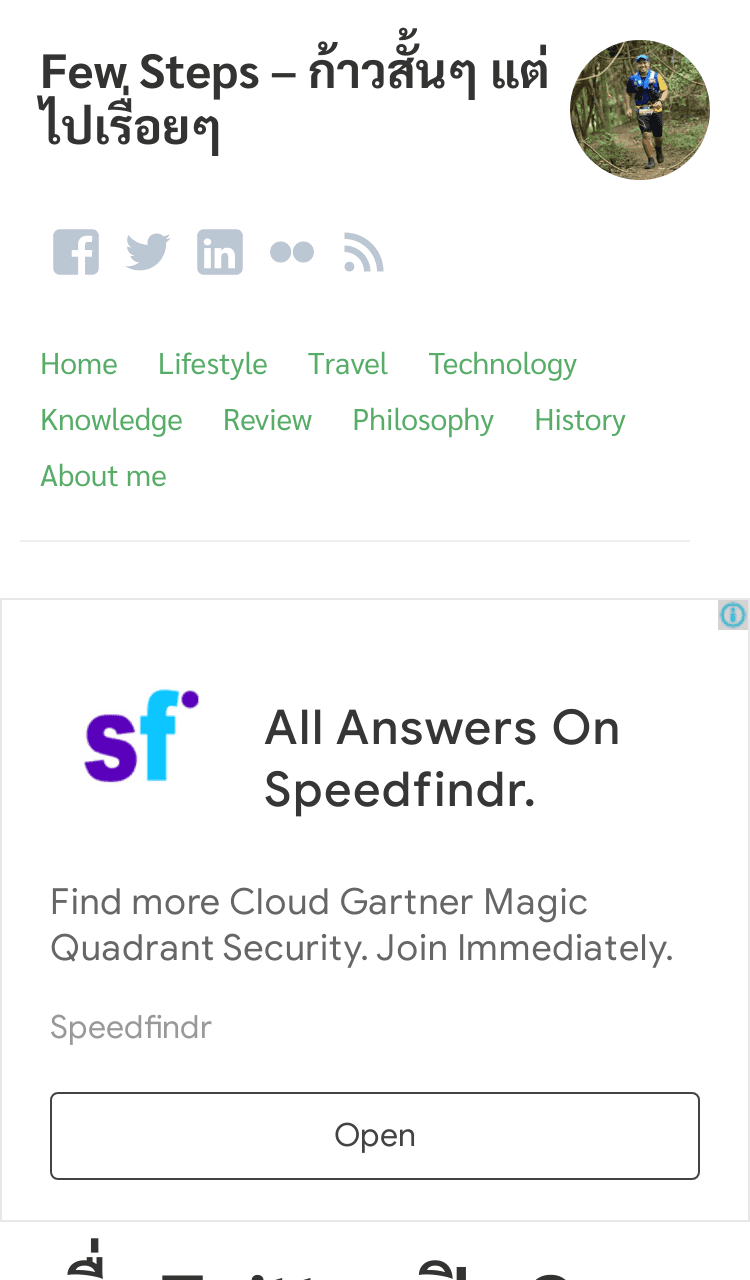 Few Steps – ก้าวสั้นๆ แต่
ไปเรื่อยๆ
Home Lifestyle Travel Technology
Knowledge Review Philosophy History
About me
sf
All Answers On
Speedfindr.
Find more Cloud Gartner Magic
Quadrant Security. Join Immediately.
Speedfindr
Open